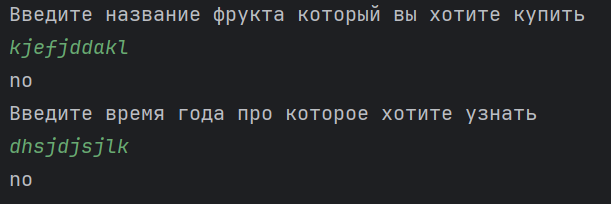 Введите название фрукта который вы хотите купить
kjefjddakl
no
Введите время года про которое хотите узнать
dhsjdjsjlk
no